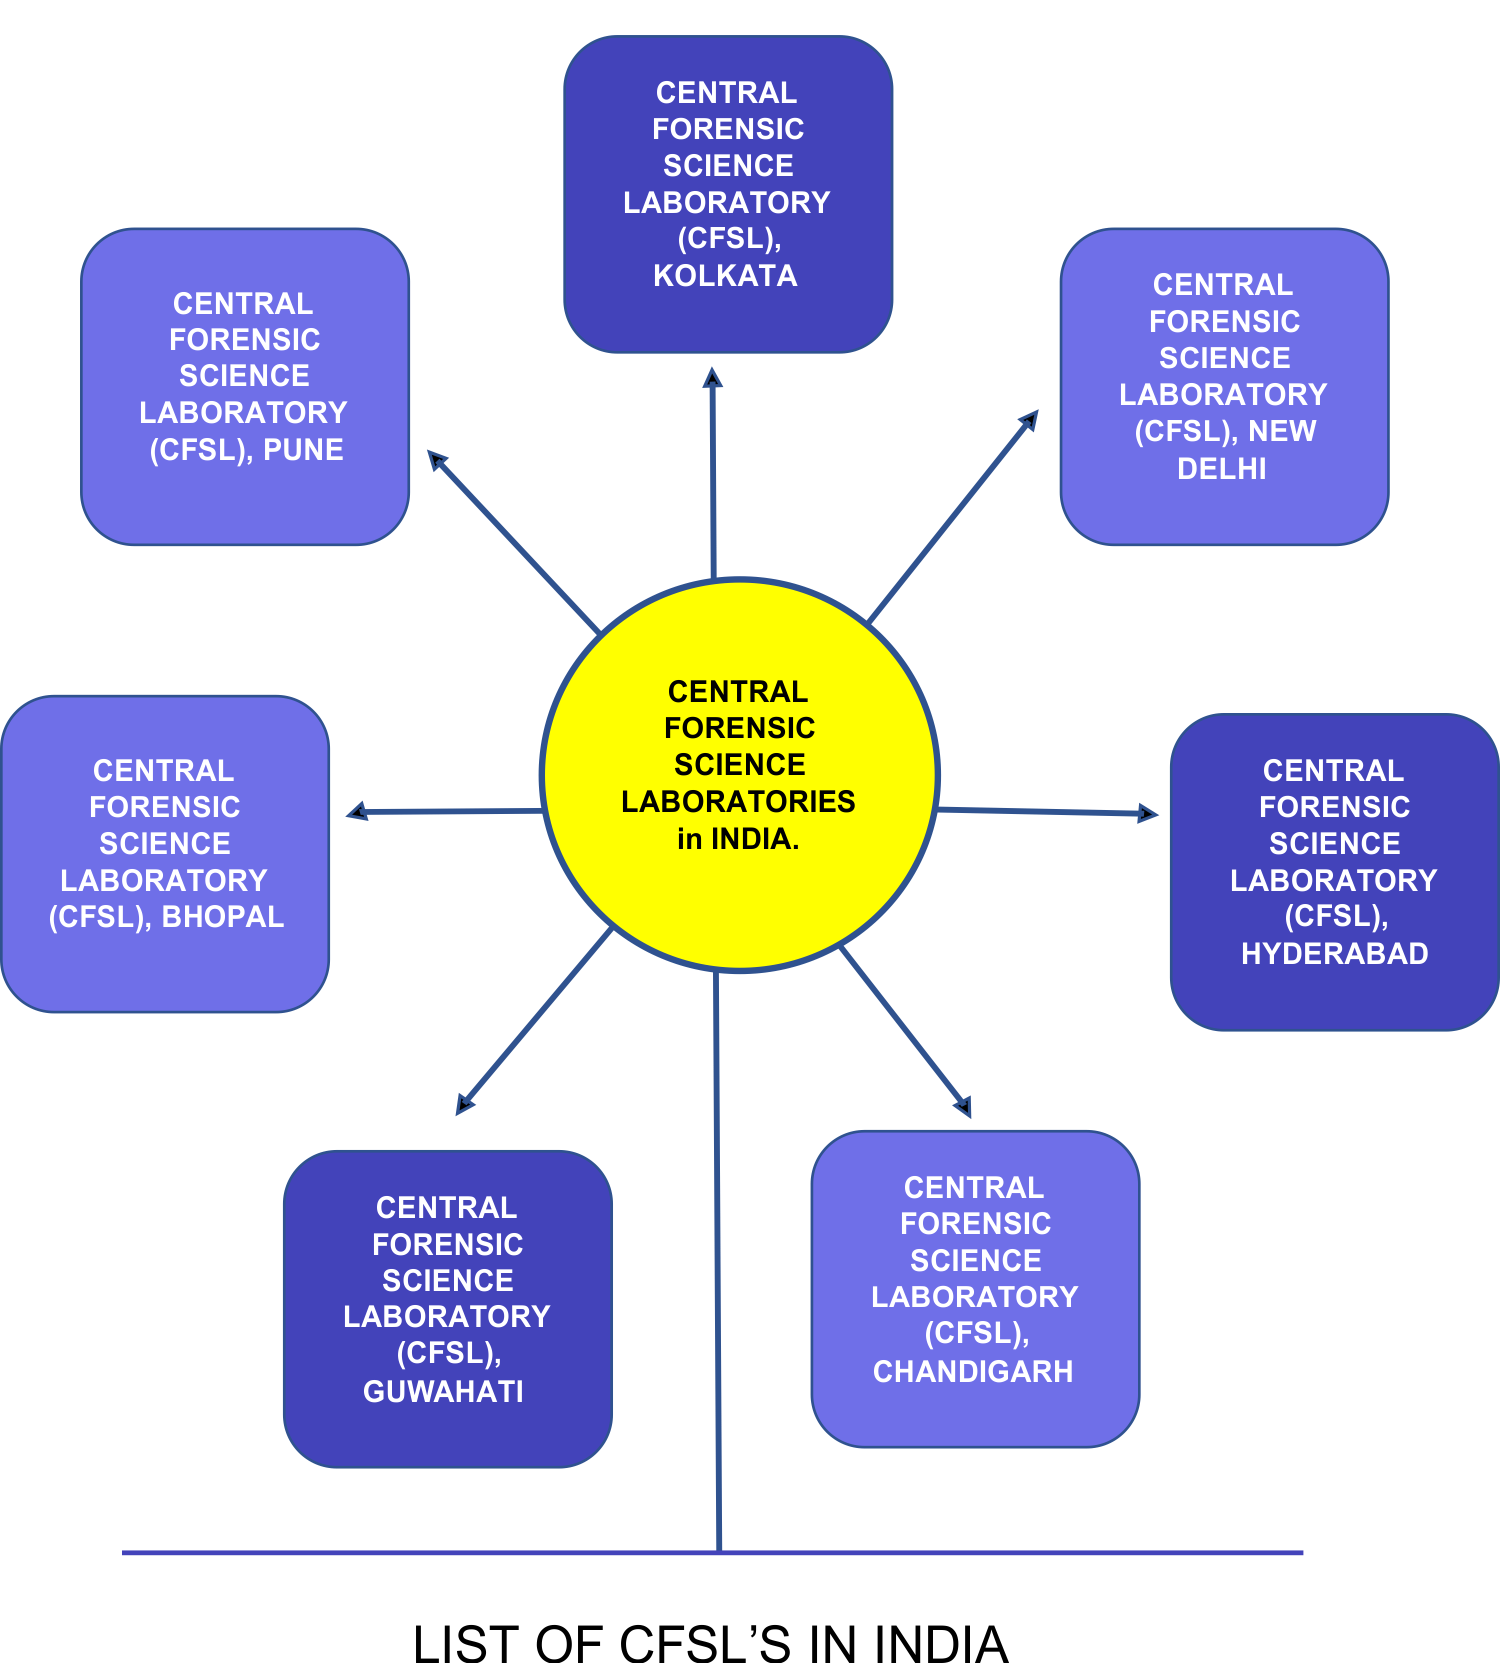 CENTRAL
FORENSIC
SCIENCE
LABORATORY
(CFSL),
KOLKATA
CENTRAL
FORENSIC
SCIENCE
LABORATORY
(CFSL), PUNE
CENTRAL
FORENSIC
SCIENCE
LABORATORY
(CFSL), NEW
DELHI
CENTRAL
FORENSIC
SCIENCE
LABORATORIES
in INDIA.
CENTRAL
FORENSIC
SCIENCE
LABORATORY
(CFSL), BHOPAL
CENTRAL
FORENSIC
SCIENCE
LABORATORY
(CFSL),
HYDERABAD
CENTRAL
FORENSIC
SCIENCE
LABORATORY
(CFSL),
GUWAHATI
CENTRAL
FORENSIC
SCIENCE
LABORATORY
(CFSL),
CHANDIGARH
LIST OF CFSL’S IN INDIA